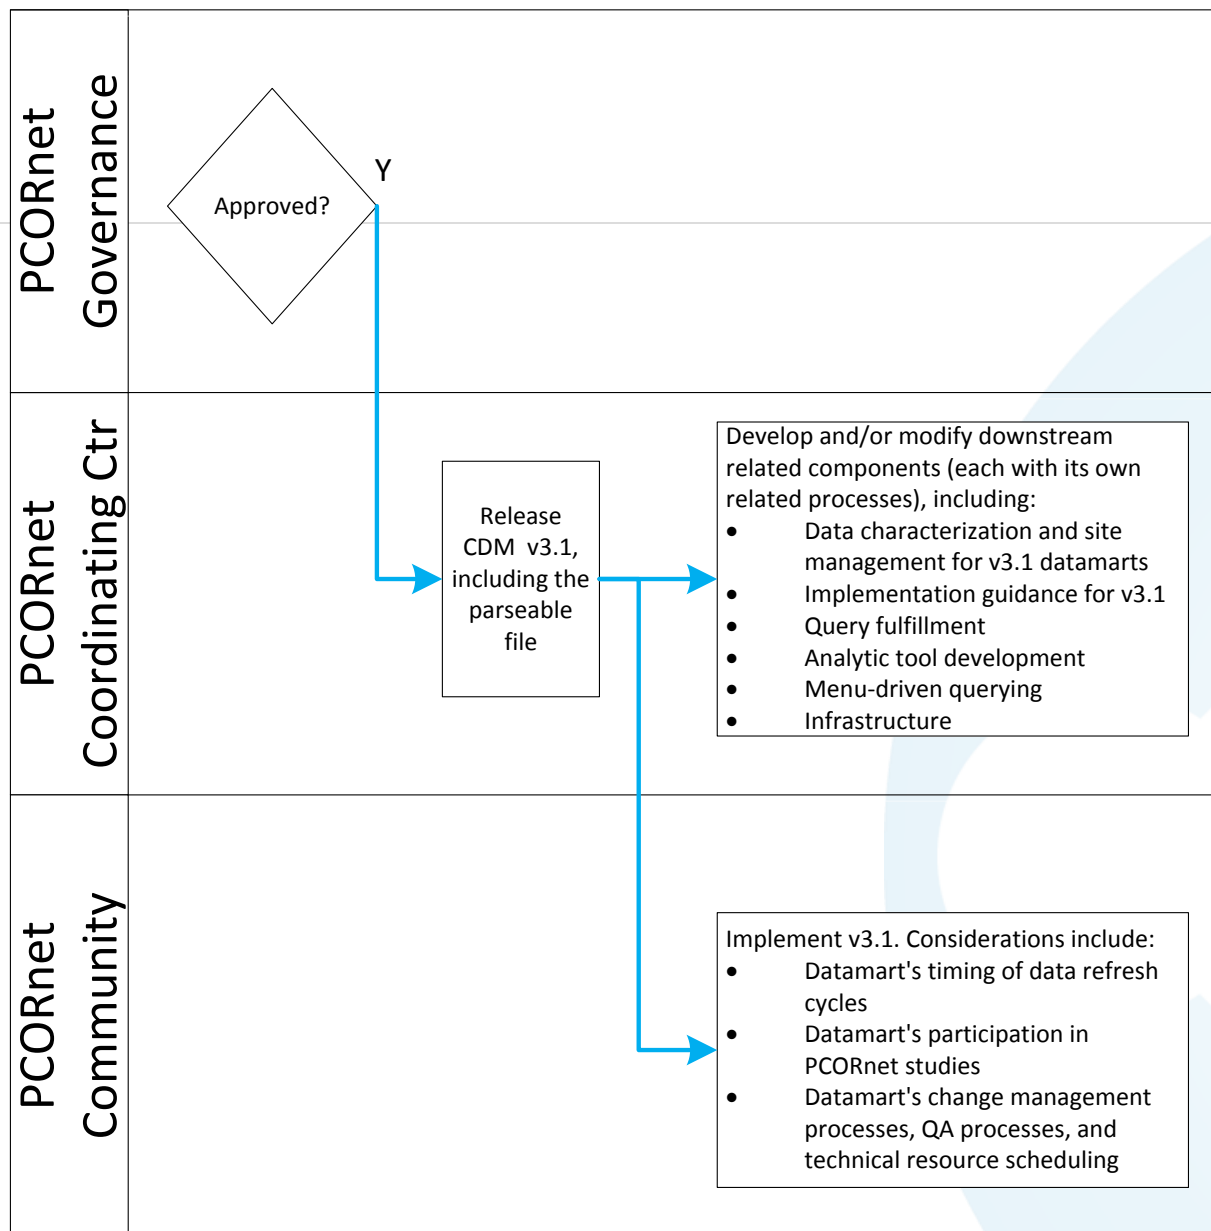 PCORnet
Governance
Approved?
Y
PCORnet
Coordinating Ctr
Release
CDM v3.1,
including the
parseable
file
Develop and/or modify downstream
related components (each with its own
related processes), including:
• Data characterization and site
management for v3.1 datamarts
• Implementation guidance for v3.1
• Query fulfillment
• Analytic tool development
• Menu-driven querying
• Infrastructure
PCORnet
Community
Implement v3.1. Considerations include:
• Datamart's timing of data refresh
cycles
• Datamart's participation in
PCORnet studies
• Datamart's change management
processes, QA processes, and
technical resource scheduling